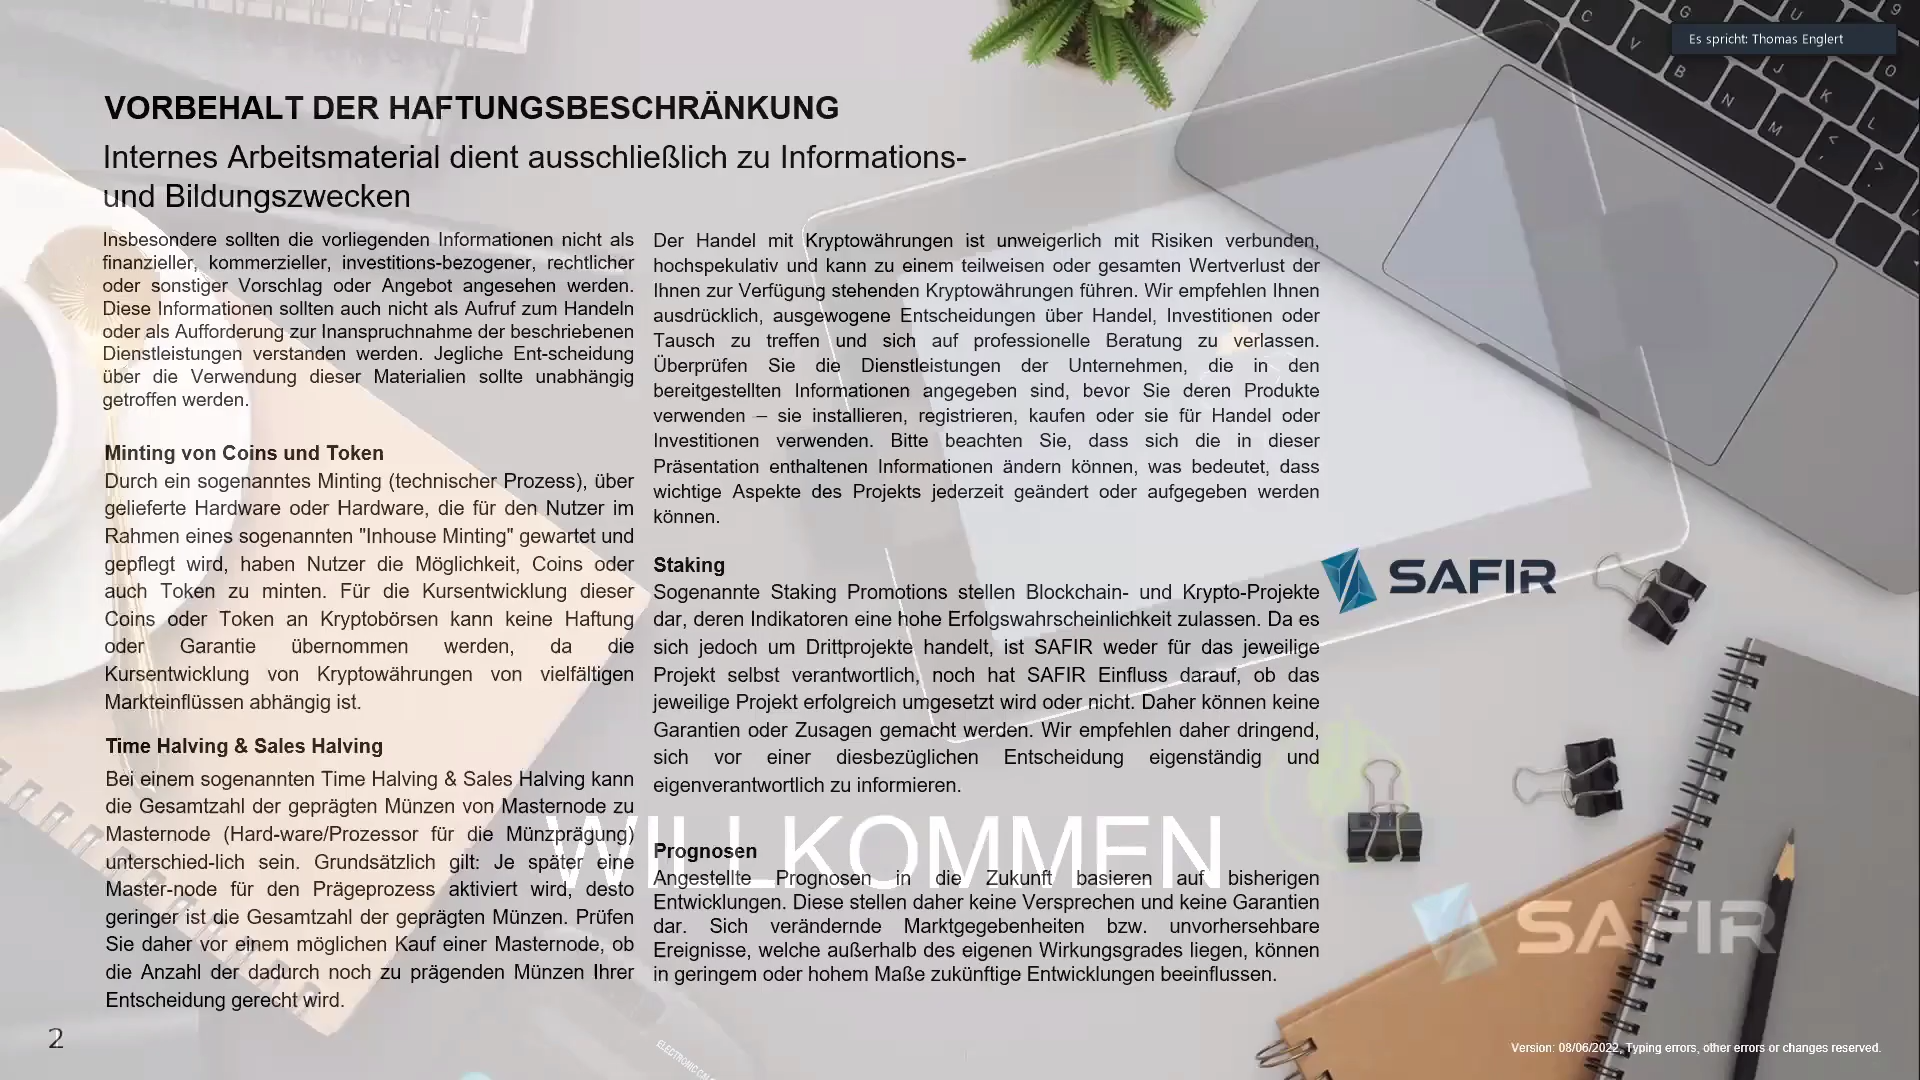 Es spricht: Thomas Englert
VORBEHALT DER HAFTUNGSBESCHRÄNKUNG
Internes Arbeitsmaterial dient ausschließlich zu Informations-
und Bildungszwecken
Insbesondere sollten die vorliegenden Informationen nicht als
finanzieller, kommerzieller, investitions-bezogener, rechtlicher
oder sonstiger Vorschlag oder Angebot angesehen werden.
Diese Informationen sollten auch nicht als Aufruf zum Handeln
oder als Aufforderung zur Inanspruchnahme der beschriebenen
Dienstleistungen verstanden werden. Jegliche Ent-scheidung
über die Verwendung dieser Materialien sollte unabhängig
getroffen werden.
Minting von Coins und Token
Durch ein sogenanntes Minting (technischer Prozess), über
gelieferte Hardware oder Hardware, die für den Nutzer im
Rahmen eines sogenannten "Inhouse Minting" gewartet und
gepflegt wird, haben Nutzer die Möglichkeit, Coins oder
auch Token zu minten. Für die Kursentwicklung dieser
Coins oder Token an Kryptobörsen kann keine Haftung
oder Garantie übernommen werden, da die
Kursentwicklung von Kryptowährungen von vielfältigen
Markteinflüssen abhängig ist.
Time Halving & Sales Halving
Bei einem sogenannten Time Halving & Sales Halving kann
die Gesamtzahl der geprägten Münzen von Masternode zu
Masternode (Hard-ware/Prozessor für die Münzprägung)
unterschied-lich sein. Grundsätzlich gilt: Je später eine
Master-node für den Prägeprozess aktiviert wird, desto
geringer ist die Gesamtzahl der geprägten Münzen. Prüfen
Sie daher vor einem möglichen Kauf einer Masternode, ob
die Anzahl der dadurch noch zu prägenden Münzen Ihrer
Entscheidung gerecht wird.
Der Handel mit Kryptowährungen ist unweigerlich mit Risiken verbunden,
hochspekulativ und kann zu einem teilweisen oder gesamten Wertverlust der
Ihnen zur Verfügung stehenden Kryptowährungen führen. Wir empfehlen Ihnen
ausdrücklich, ausgewogene Entscheidungen über Handel, Investitionen oder
Tausch zu treffen und sich auf professionelle Beratung zu verlassen.
Überprüfen Sie die Dienstleistungen der Unternehmen, die in den
bereitgestellten Informationen angegeben sind, bevor Sie deren Produkte
verwenden – sie installieren, registrieren, kaufen oder sie für Handel oder
Investitionen verwenden. Bitte beachten Sie, dass sich die in dieser
Präsentation enthaltenen Informationen ändern können, was bedeutet, dass
wichtige Aspekte des Projekts jederzeit geändert oder aufgegeben werden
können.
Staking
Sogenannte Staking Promotions stellen Blockchain- und Krypto-Projekte
dar, deren Indikatoren eine hohe Erfolgswahrscheinlichkeit zulassen. Da es
sich jedoch um Drittprojekte handelt, ist SAFIR weder für das jeweilige
Projekt selbst verantwortlich, noch hat SAFIR Einfluss darauf, ob das
jeweilige Projekt erfolgreich umgesetzt wird oder nicht. Daher können keine
Garantien oder Zusagen gemacht werden. Wir empfehlen daher dringend,
sich vor einer diesbezüglichen Entscheidung eigenständig und
eigenverantwortlich zu informieren.
WILLKOMMEN
Prognosen
Angestellte Prognosen in die Zukunft basieren auf bisherigen
Entwicklungen. Diese stellen daher keine Versprechen und keine Garantien
dar. Sich verändernde Marktgegebenheiten bzw. unvorhersehbare
Ereignisse, welche außerhalb des eigenen Wirkungsgrades liegen, können
in geringem oder hohem Maße zukünftige Entwicklungen beeinflussen.
SAFIR
SAFIR
2
ELECTRONIC
Version: 08/06/2022, Typing errors, other errors or changes reserved.